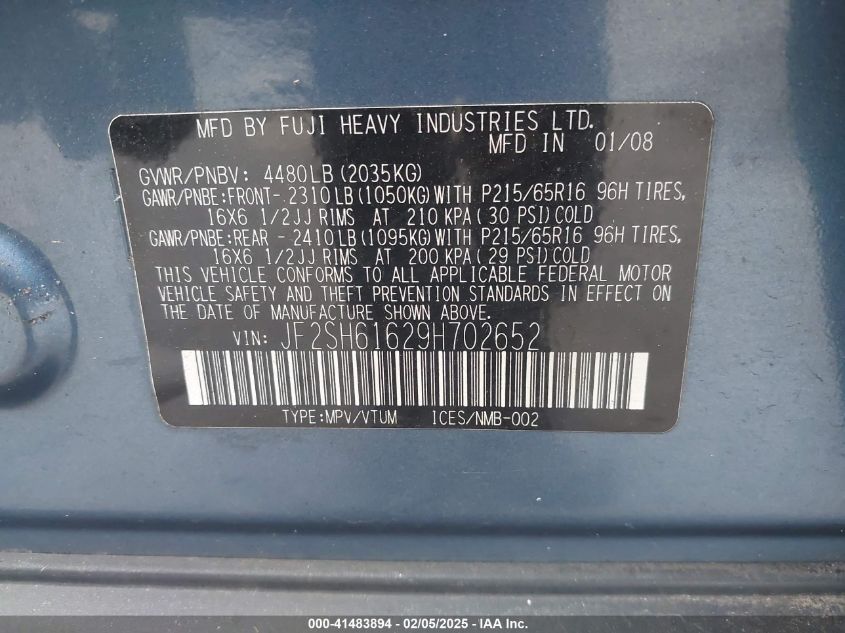 MFD BY FUJI HEAVY INDUSTRIES LTD.
MFD IN 01/08
GVWR/PNBV: 4480LB (2035KG)
GAWR/PNBE:FRONT- 2310 LB (1050KG) WITH P215/65R16 96H TIRES,
16X6 1/2JJ RIMS AT 210 KPA( 30 PSI) COLD
GAWR/PNBE:REAR - 2410 LB (1095KG) WITH P215/65R16 96H TIRES,
16X6 1/2JJ RIMS AT 200 KPA( 29 PSI) COLD
THIS VEHICLE CONFORMS TO ALL APPLICABLE FEDERAL MOTOR
VEHICLE SAFETY AND THEFT PREVENTION STANDARDS IN EFFECT ON
THE DATE OF MANUFACTURE SHOWN ABOVE.
VIN: JF2SH61629H702652
TYPE:MPV/VTUM ICES/NMB-002
000-41483894 - 02/05/2025 - IAA Inc.